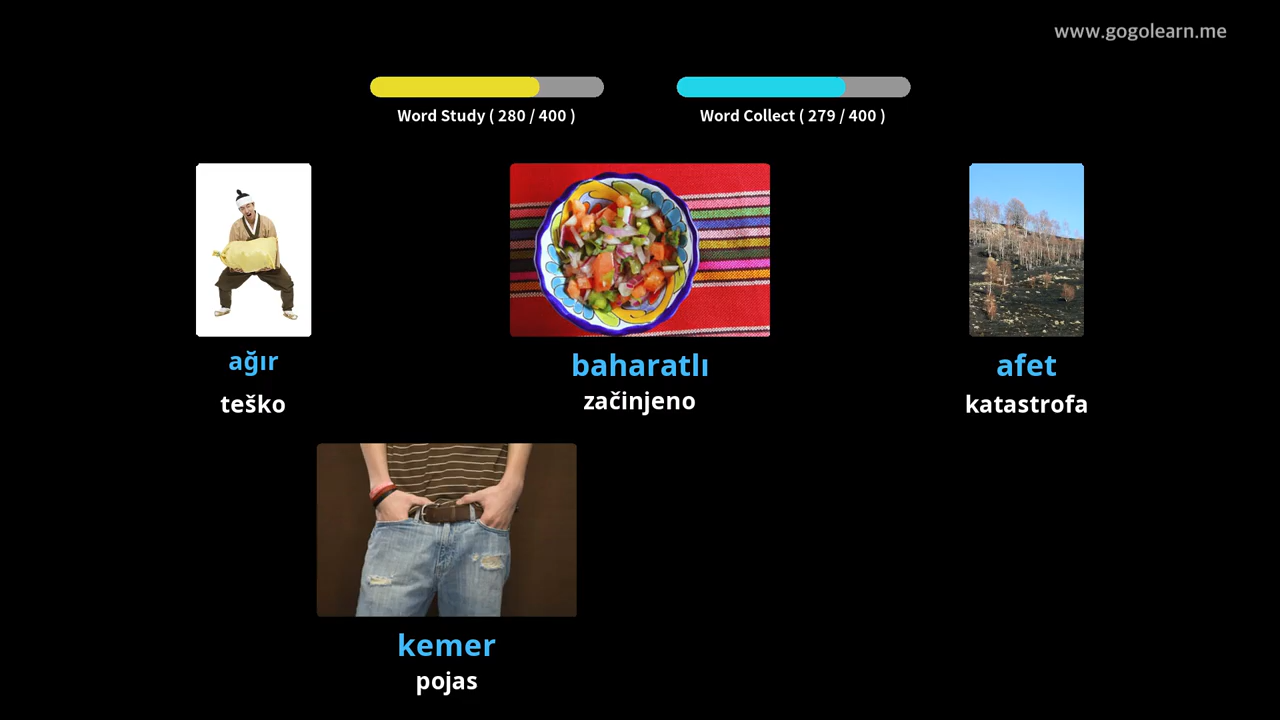 www.gogolearn.me
Word Study ( 280 / 400 )
Word Collect ( 279 / 400 )
ağır
teško
baharatlı
začinjeno
afet
katastrofa
kemer
pojas